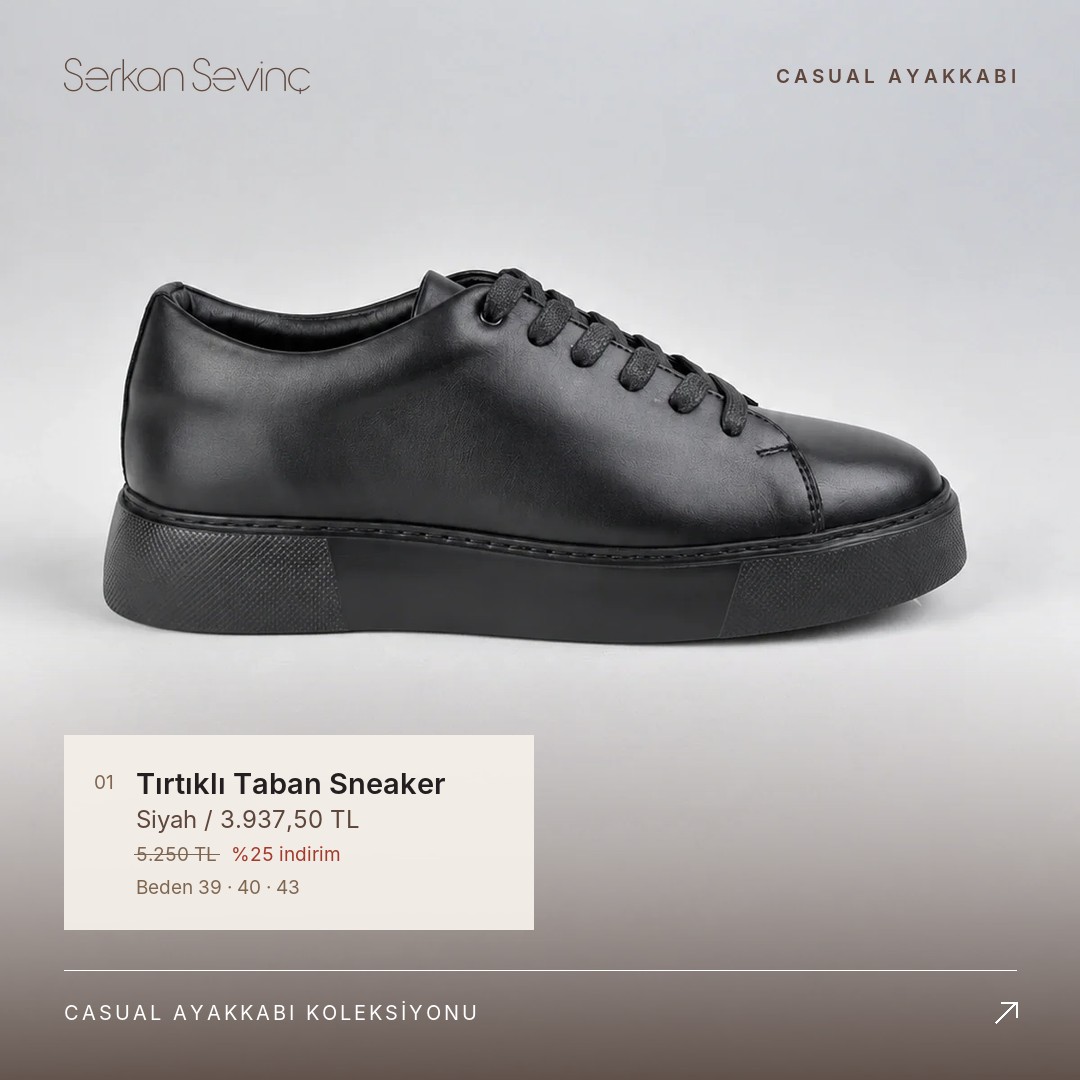 Serkan Sevinç
CASUAL AYAKKABI
01 Tırtıklı Taban Sneaker
Siyah / 3.937,50 TL
5.250 TL %25 indirim
Beden 39 · 40 · 43
CASUAL AYAKKABI KOLEKSİYONU